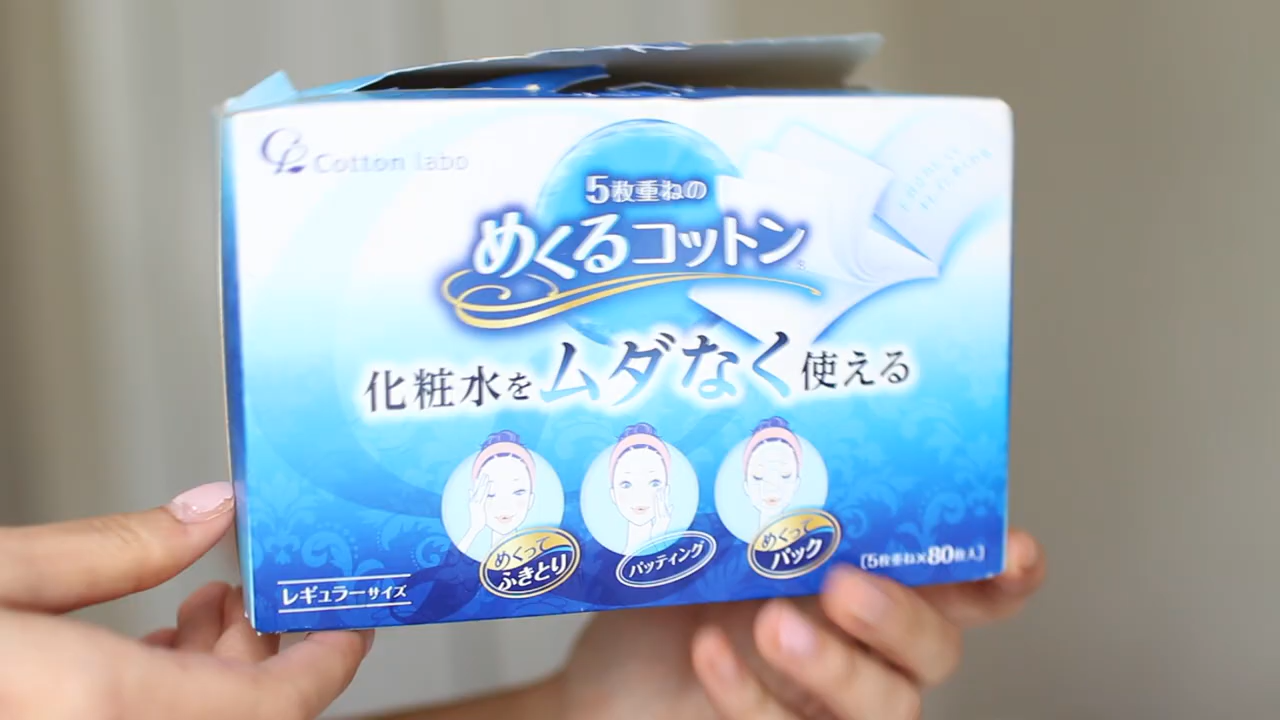 Cotton labo
5枚重ねの
めくるコットン®
化粧水をムダなく使える
めくって
ふきとり
パッティング
めくって
パック
レギュラーサイズ
[5枚重ね×80枚入]